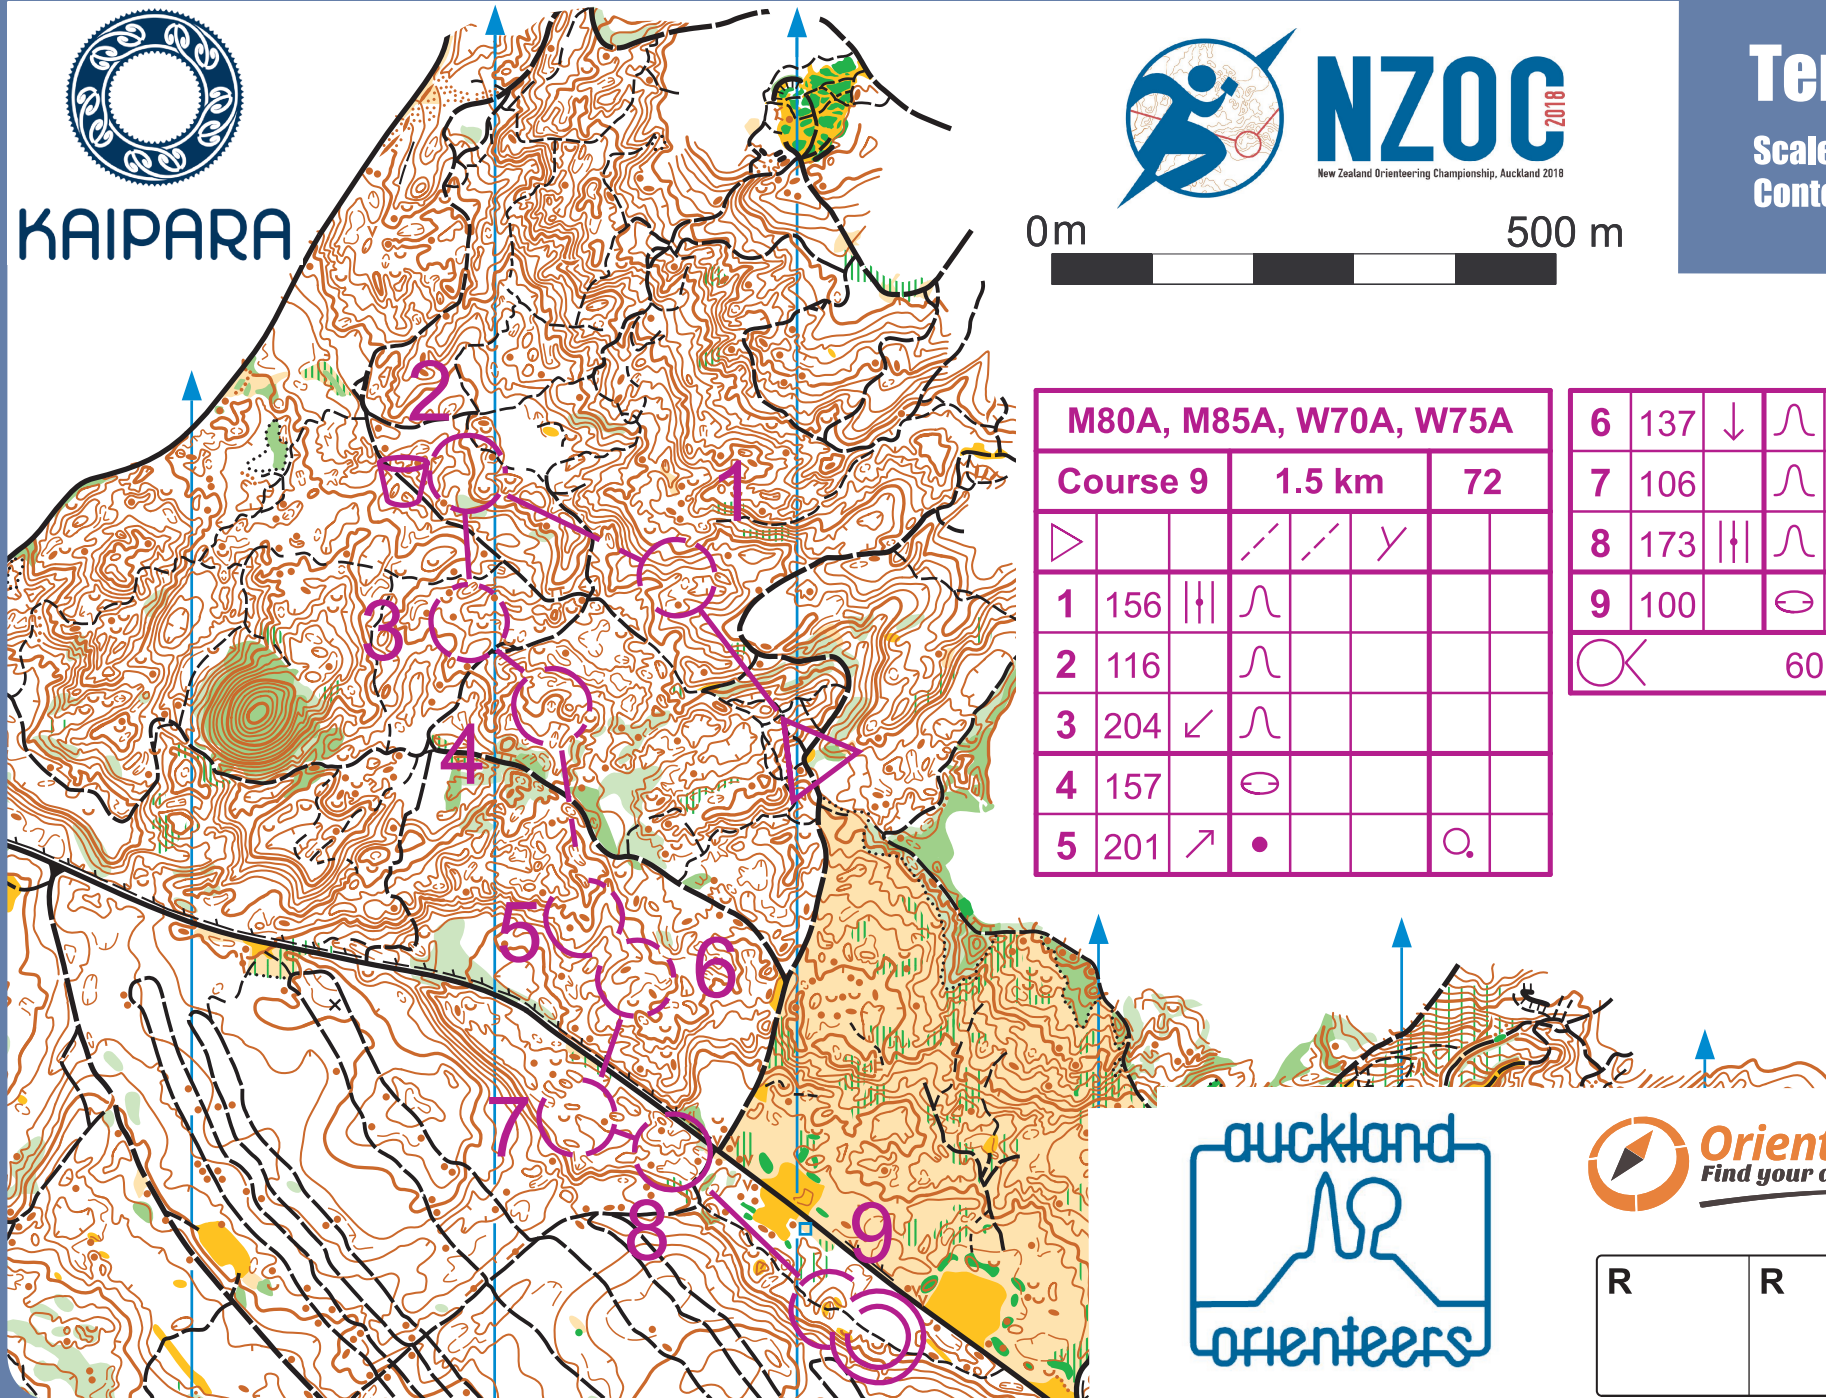 KAIPARA
NZOC
2018
New Zealand Orienteering Championship, Auckland 2018
0m 500 m
Scale
M80A, M85A, W70A, W75A
Course 9 1.5 km 72
1 156
2 116
3 204
4 157
5 201
6 137
7 106
8 173
9 100
60
2
1
3
4
5
6
7
8
9
auckland
orienteers
Find your
R R